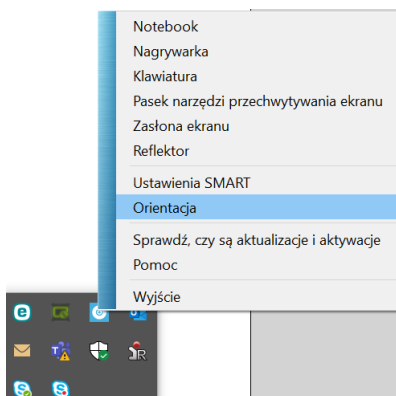 Notebook
Nagrywarka
Klawiatura
Pasek narzędzi przechwytywania ekranu
Zasłona ekranu
Reflektor
Ustawienia SMART
Orientacja
Sprawdź, czy są aktualizacje i aktywacje
Pomoc
Wyjście